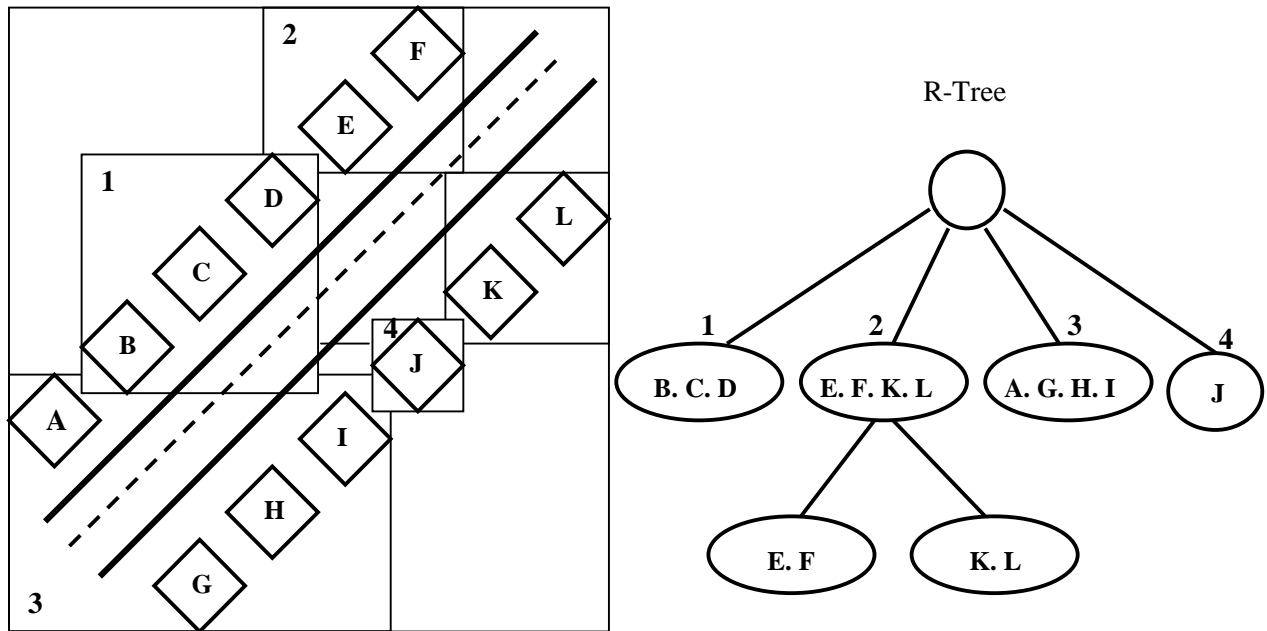 2
F
E
1
D
C
B
A
L
K
4
J
I
H
G
3
R-Tree
1
2
3
4
B. C. D
E. F. K. L
A. G. H. I
J
E. F
K. L